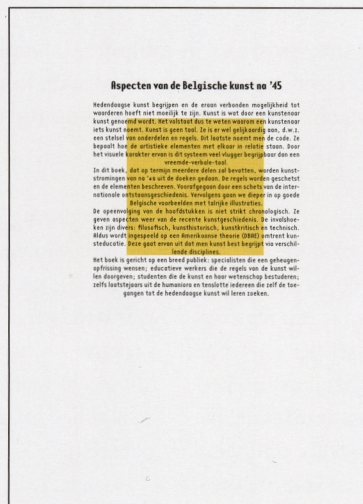 Aspecten van de Belgische kunst na '45
Hedendaagse kunst begrijpen en de eraan verbonden mogelijkheid tot
waarderen hoeft niet moeilijk te zijn. Kunst is wat door een kunstenaar
kunst genoemd wordt. Het volstaat dus te weten waarom een kunstenaar
iets kunst noemt. Kunst is geen taal. Ze is er wel gelijkaardig aan, d.w.z.
een stelsel van onderdelen en regels. Dit laatste noemt men de code. Ze
bepaalt hoe de artistieke elementen met elkaar in relatie staan. Door
het visuele karakter ervan is dit systeem veel vlugger begrijpbaar dan een
vreemde-verbale-taal.
In dit boek, dat op termijn meerdere delen zal bevatten, worden kunst-
stromingen van na '45 uit de doeken gedaan. De regels worden geschetst
en de elementen beschreven. Voorafgegaan door een schets van de inter-
nationale ontstaansgeschiedenis. Vervolgens gaan we dieper in op goede
Belgische voorbeelden met talrijke illustraties.
De opeenvolging van de hoofdstukken is niet strikt chronologisch. Ze
geven aspecten weer van de recente kunstgeschiedenis. De invalshoe-
ken zijn divers: filosofisch, kunsthistorisch, kunstkritisch en technisch.
Aldus wordt ingespeeld op een Amerikaanse theorie (DBAE) omtrent kun-
steducatie. Deze gaat ervan uit dat men kunst best begrijpt via verschil-
lende disciplines.
Het boek is gericht op een breed publiek: specialisten die een geheugen-
opfrissing wensen; educatieve werkers die de regels van de kunst wil-
len doorgeven; studenten die de kunst en haar wetenschap bestuderen;
zelfs laatstejaars uit de humaniora en tenslotte iedereen die zelf de toe-
gangen tot de hedendaagse kunst wil leren zoeken.